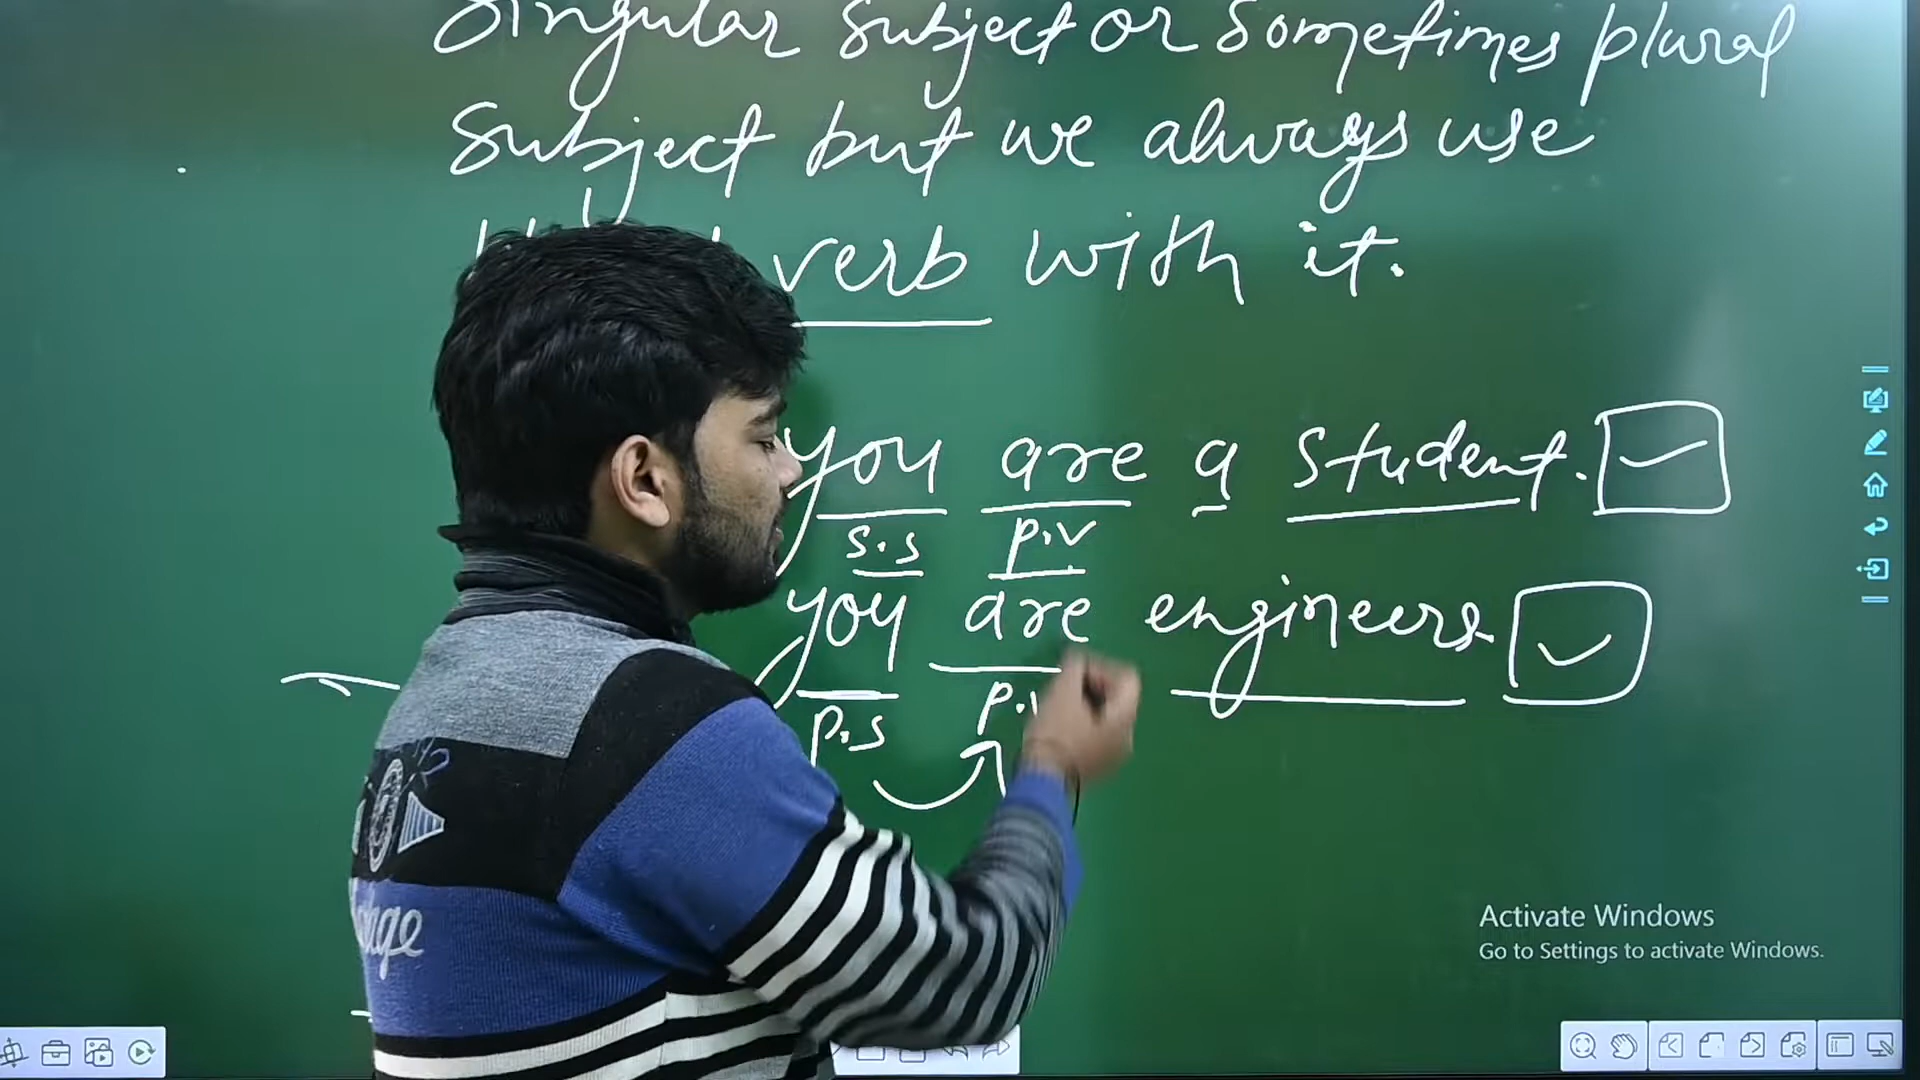 Singular subject or sometimes plural
subject but we always use
verb with it.
you are a student.
s.s p.v
you are engineers.
p.s p.v
Activate Windows
Go to Settings to activate Windows.